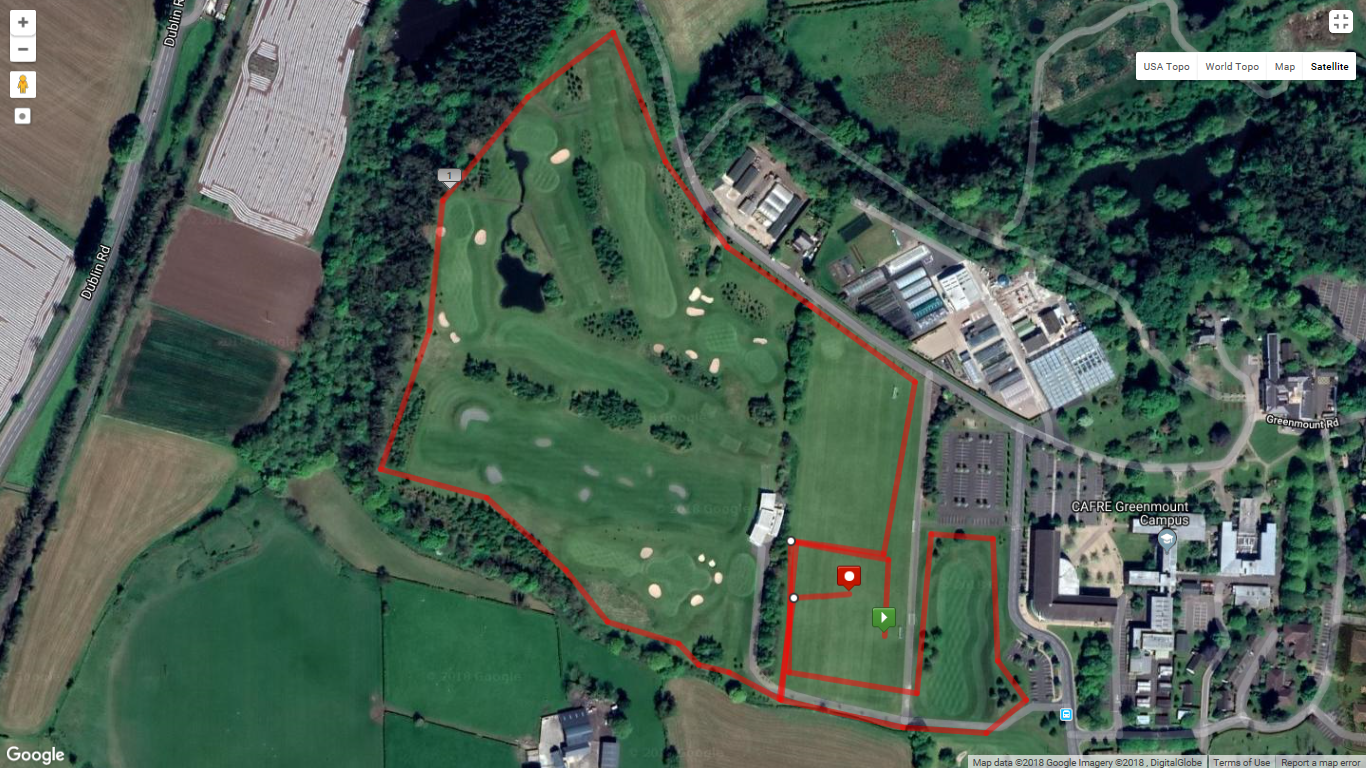 Dublin R
+
−
USA Topo
World Topo
Map
Satellite
1
Dublin Rd
Greenmount Rd
CAFRE Greenmount
Campus
Google
Map data ©2018 Google Imagery ©2018 , DigitalGlobe
Terms of Use
Report a map error